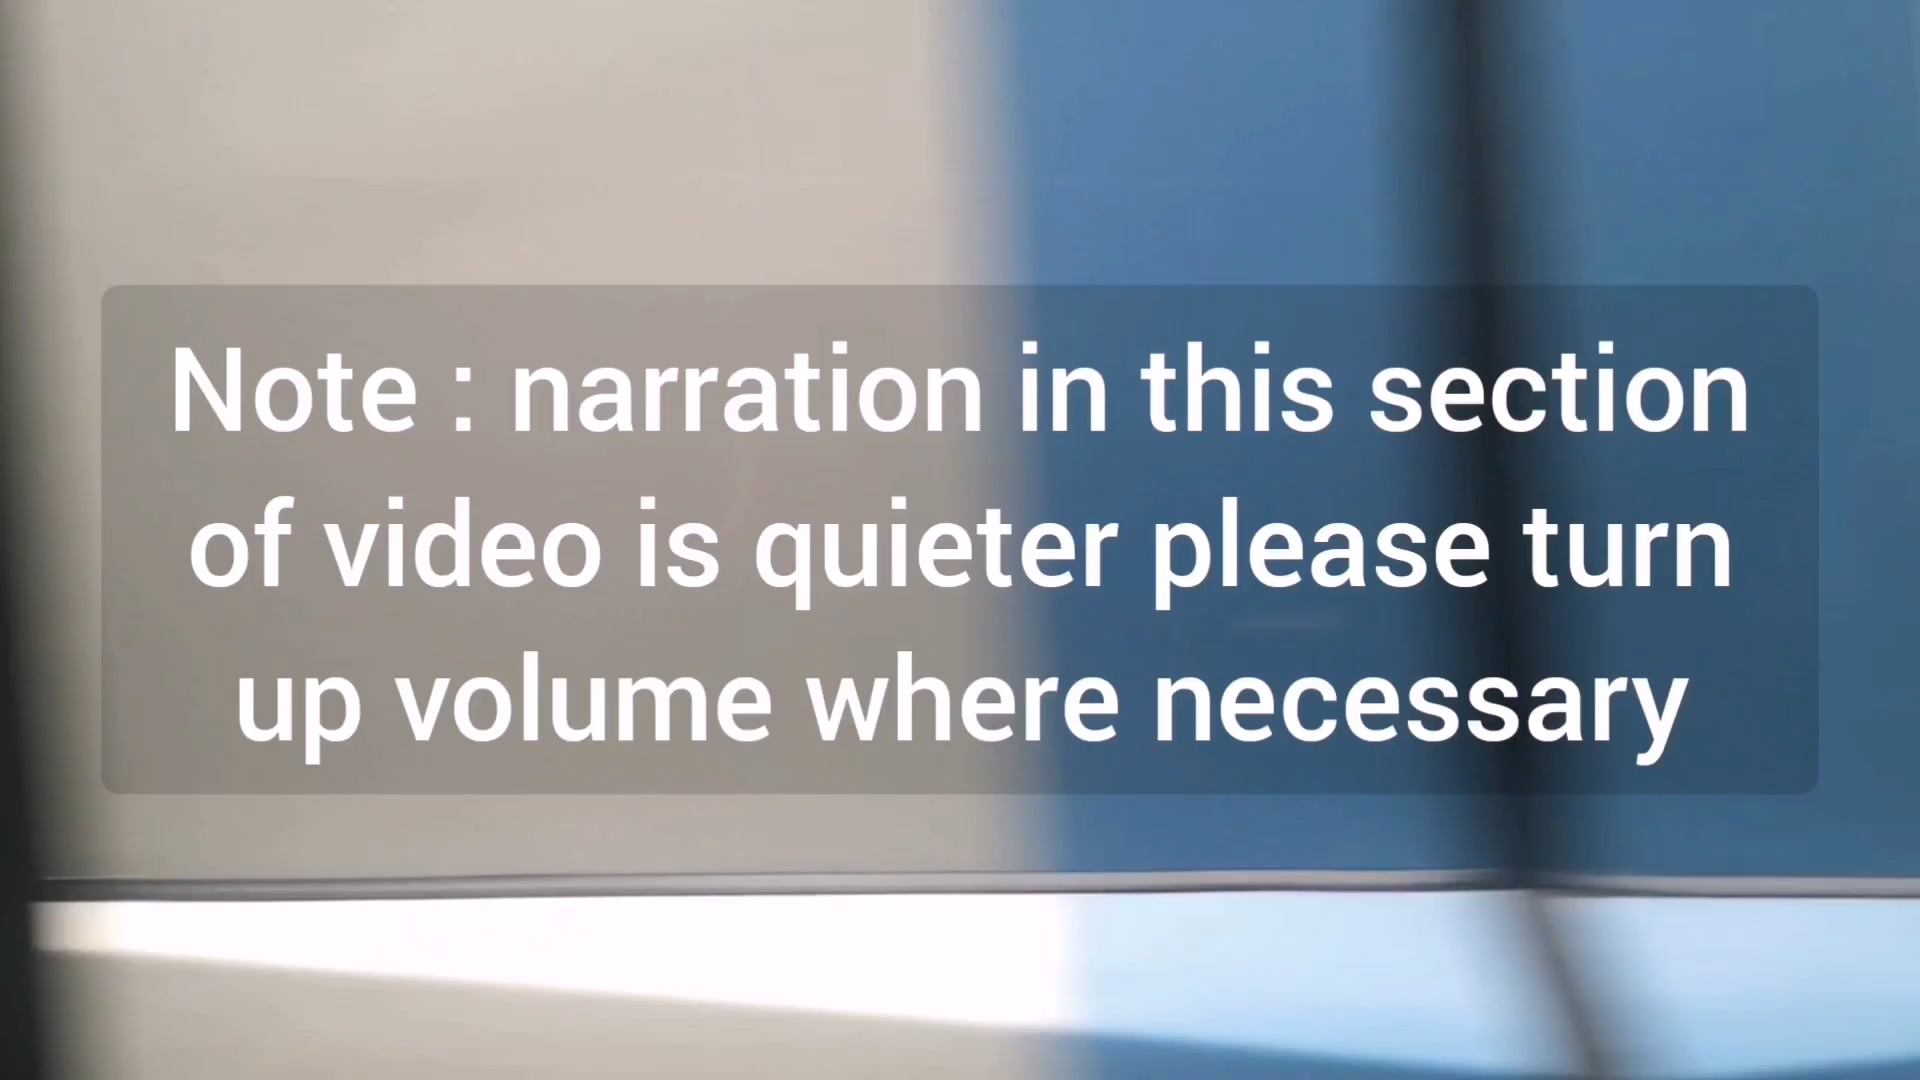 Note : narration in this section
of video is quieter please turn
up volume where necessary